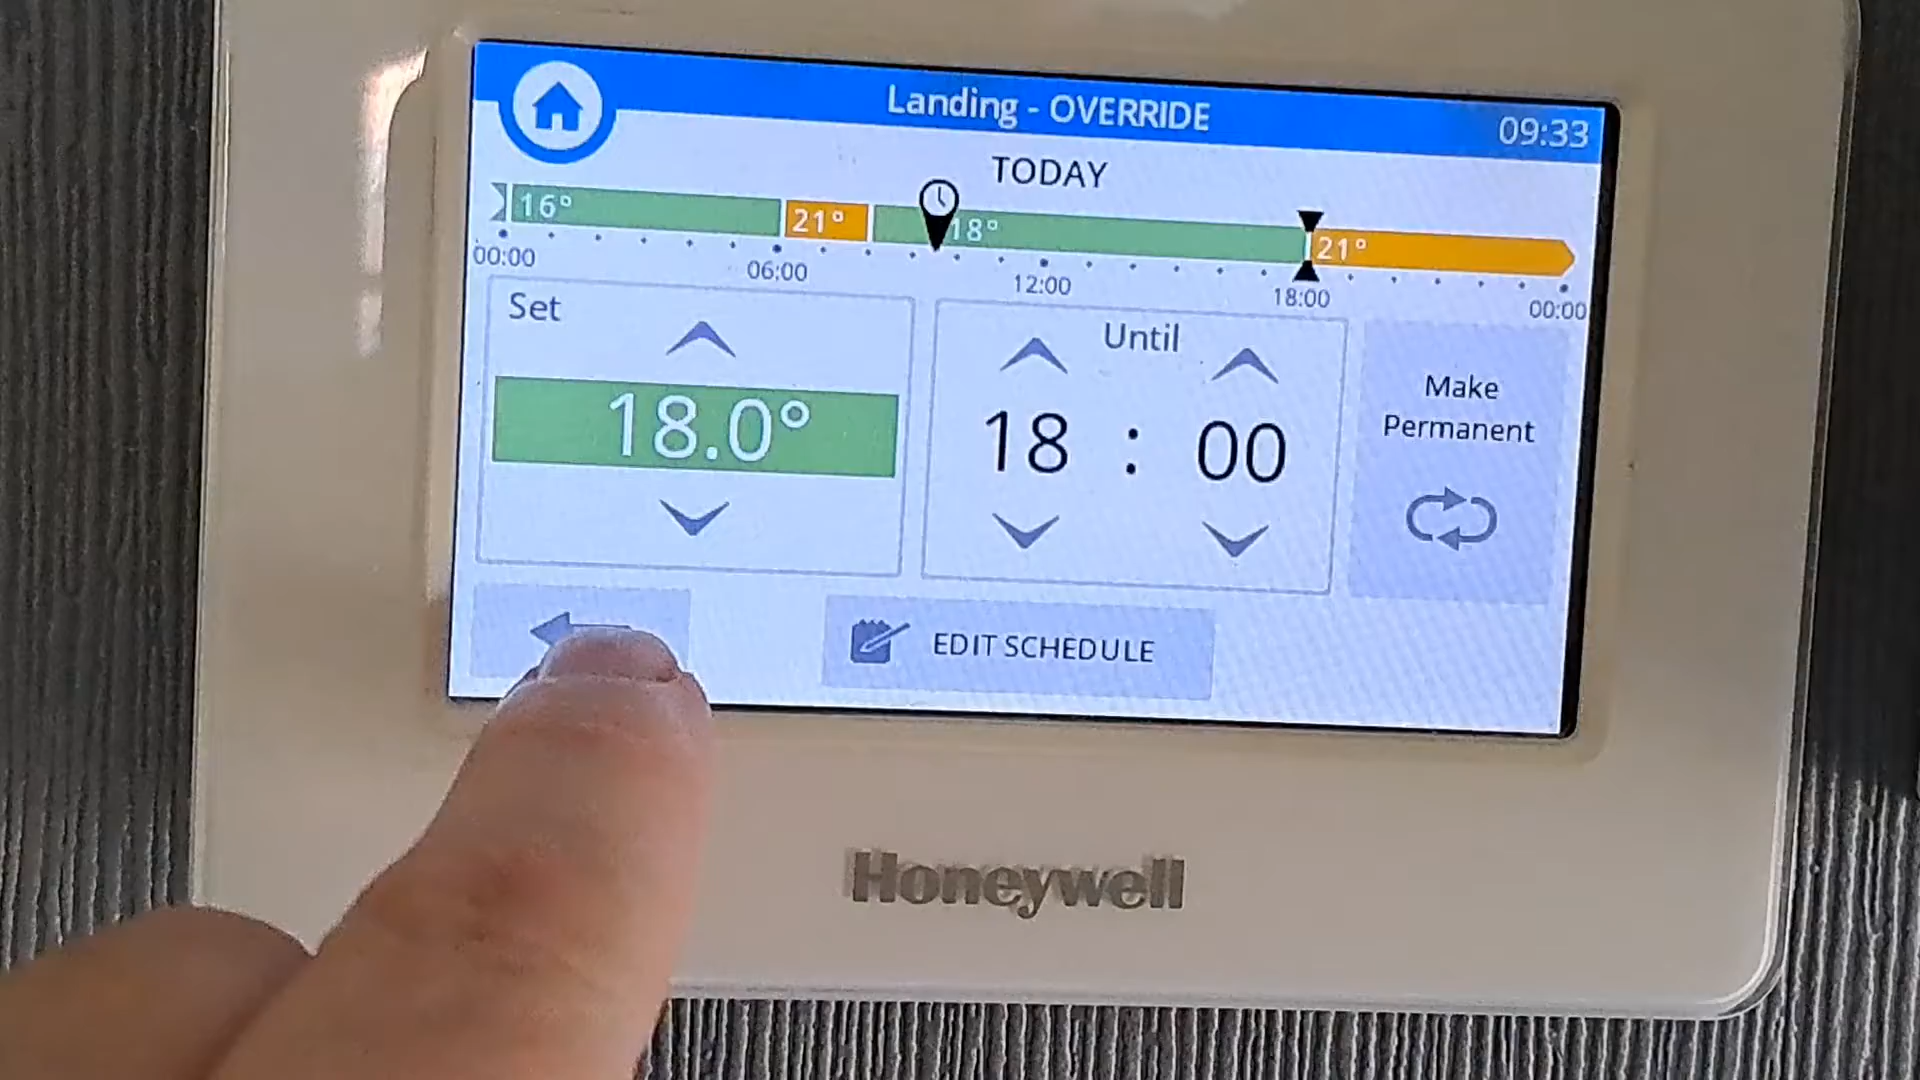 Landing - OVERRIDE
09:33
TODAY
16°
21°
18°
21°
00:00
06:00
12:00
18:00
00:00
Set
18.0°
Until
18 : 00
Make
Permanent
EDIT SCHEDULE
Honeywell